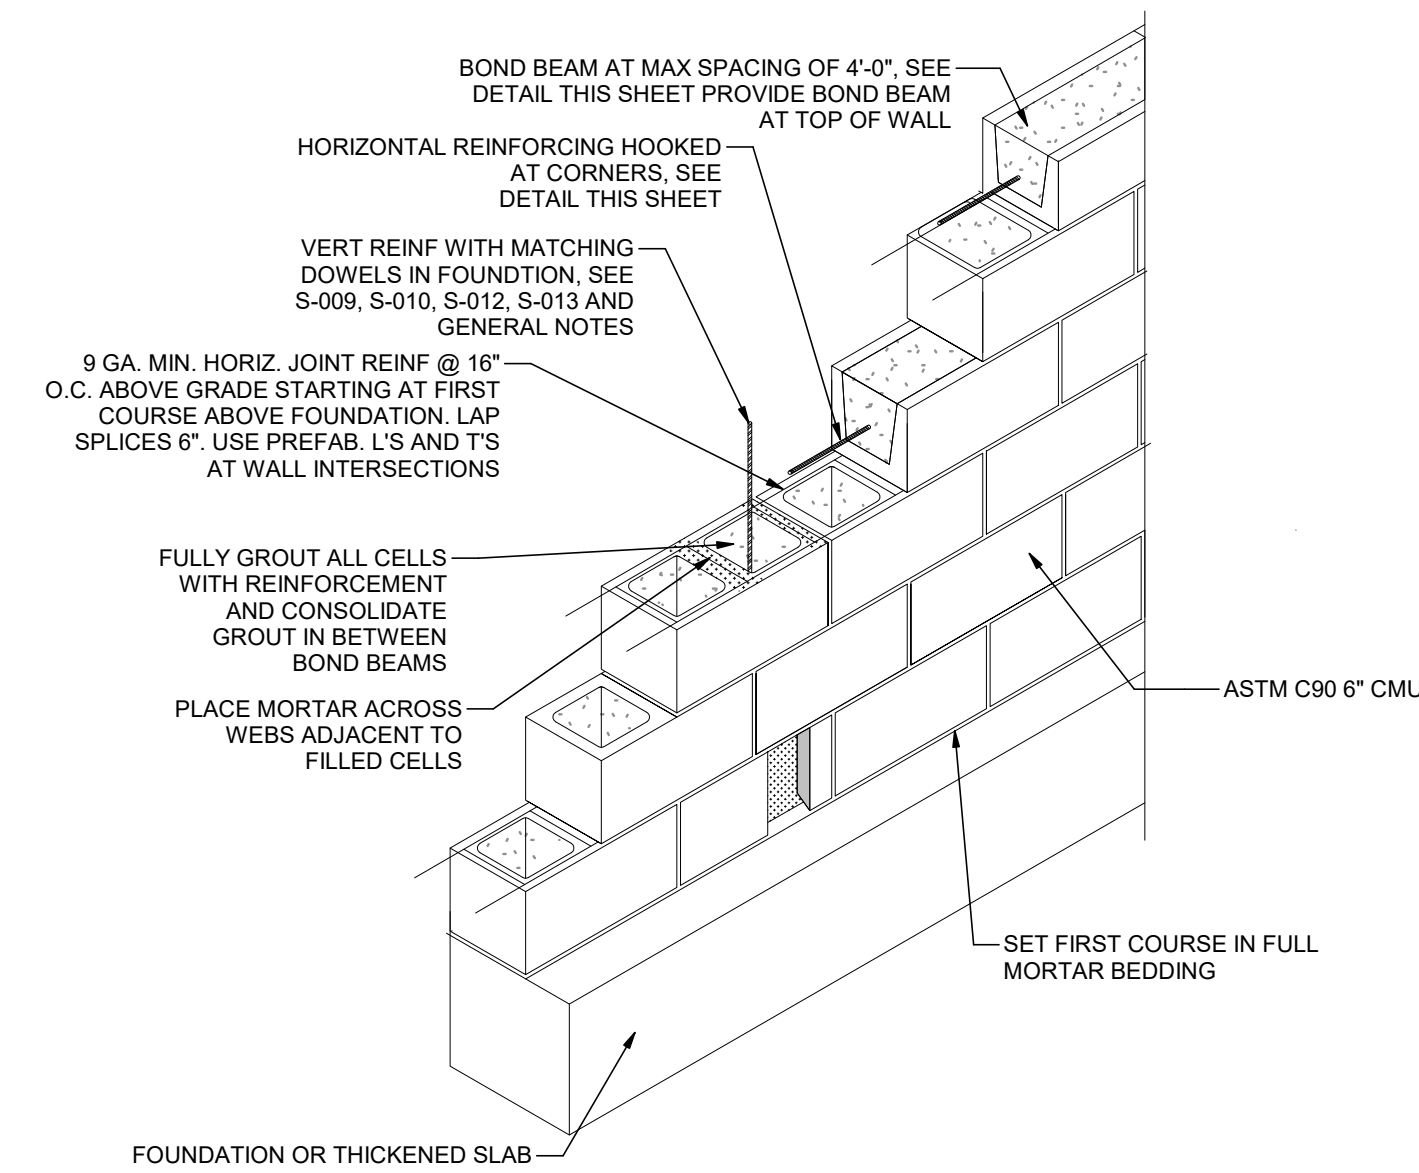 BOND BEAM AT MAX SPACING OF 4'-0", SEE
DETAIL THIS SHEET PROVIDE BOND BEAM
AT TOP OF WALL
HORIZONTAL REINFORCING HOOKED
AT CORNERS, SEE
DETAIL THIS SHEET
VERT REINF WITH MATCHING
DOWELS IN FOUNDTION, SEE
S-009, S-010, S-012, S-013 AND
GENERAL NOTES
9 GA. MIN. HORIZ. JOINT REINF @ 16"
O.C. ABOVE GRADE STARTING AT FIRST
COURSE ABOVE FOUNDATION. LAP
SPLICES 6". USE PREFAB. L'S AND T'S
AT WALL INTERSECTIONS
FULLY GROUT ALL CELLS
WITH REINFORCEMENT
AND CONSOLIDATE
GROUT IN BETWEEN
BOND BEAMS
PLACE MORTAR ACROSS
WEBS ADJACENT TO
FILLED CELLS
ASTM C90 6" CMU
SET FIRST COURSE IN FULL
MORTAR BEDDING
FOUNDATION OR THICKENED SLAB